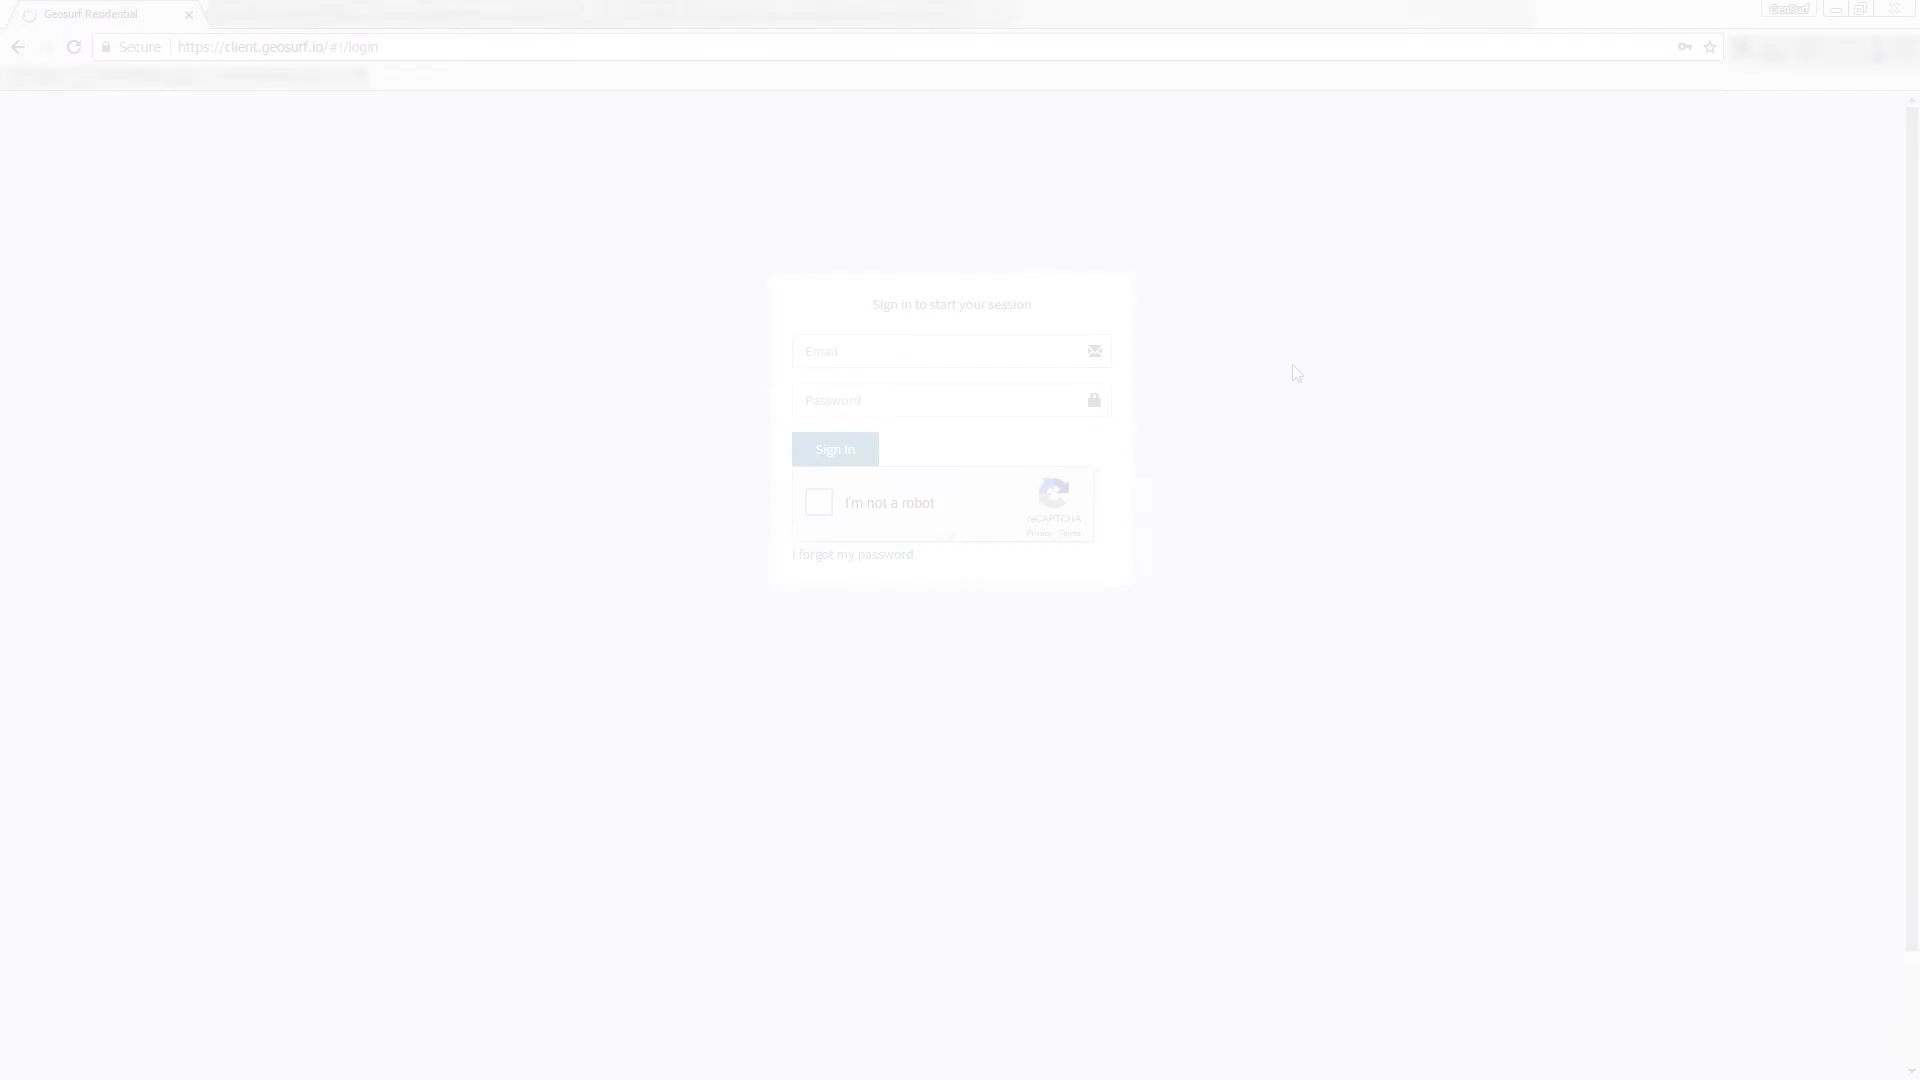 Geosurf Residential
GeoSurf
Secure
https://client.geosurf.io/#!/login
Sign in to start your session
Email
Password
Sign In
I'm not a robot
reCAPTCHA
Privacy - Terms
I forgot my password